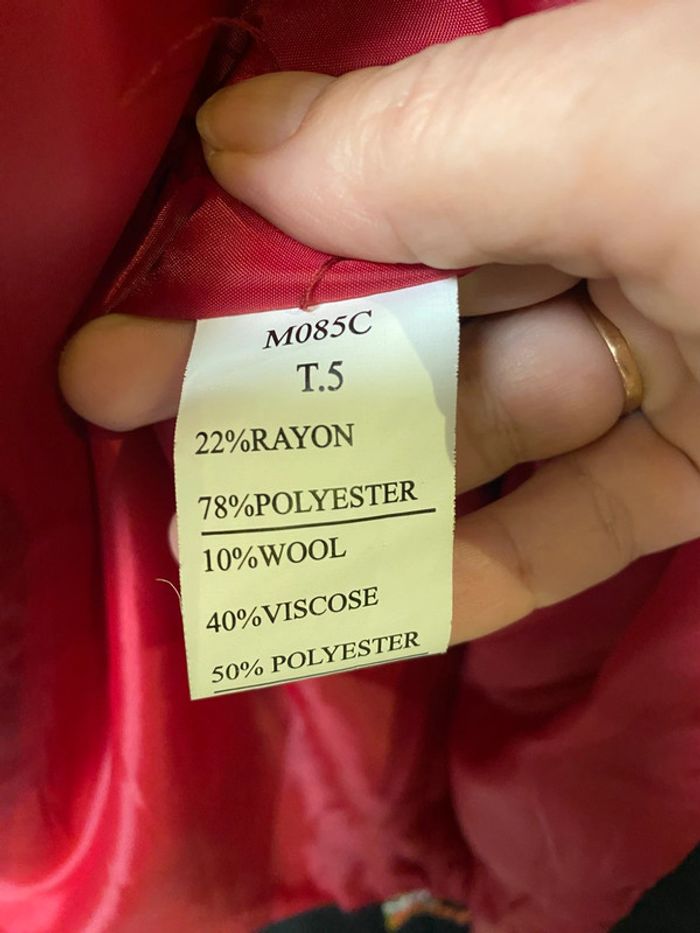 M085C
T.5
22%RAYON
78%POLYESTER
10%WOOL
40%VISCOSE
50% POLYESTER